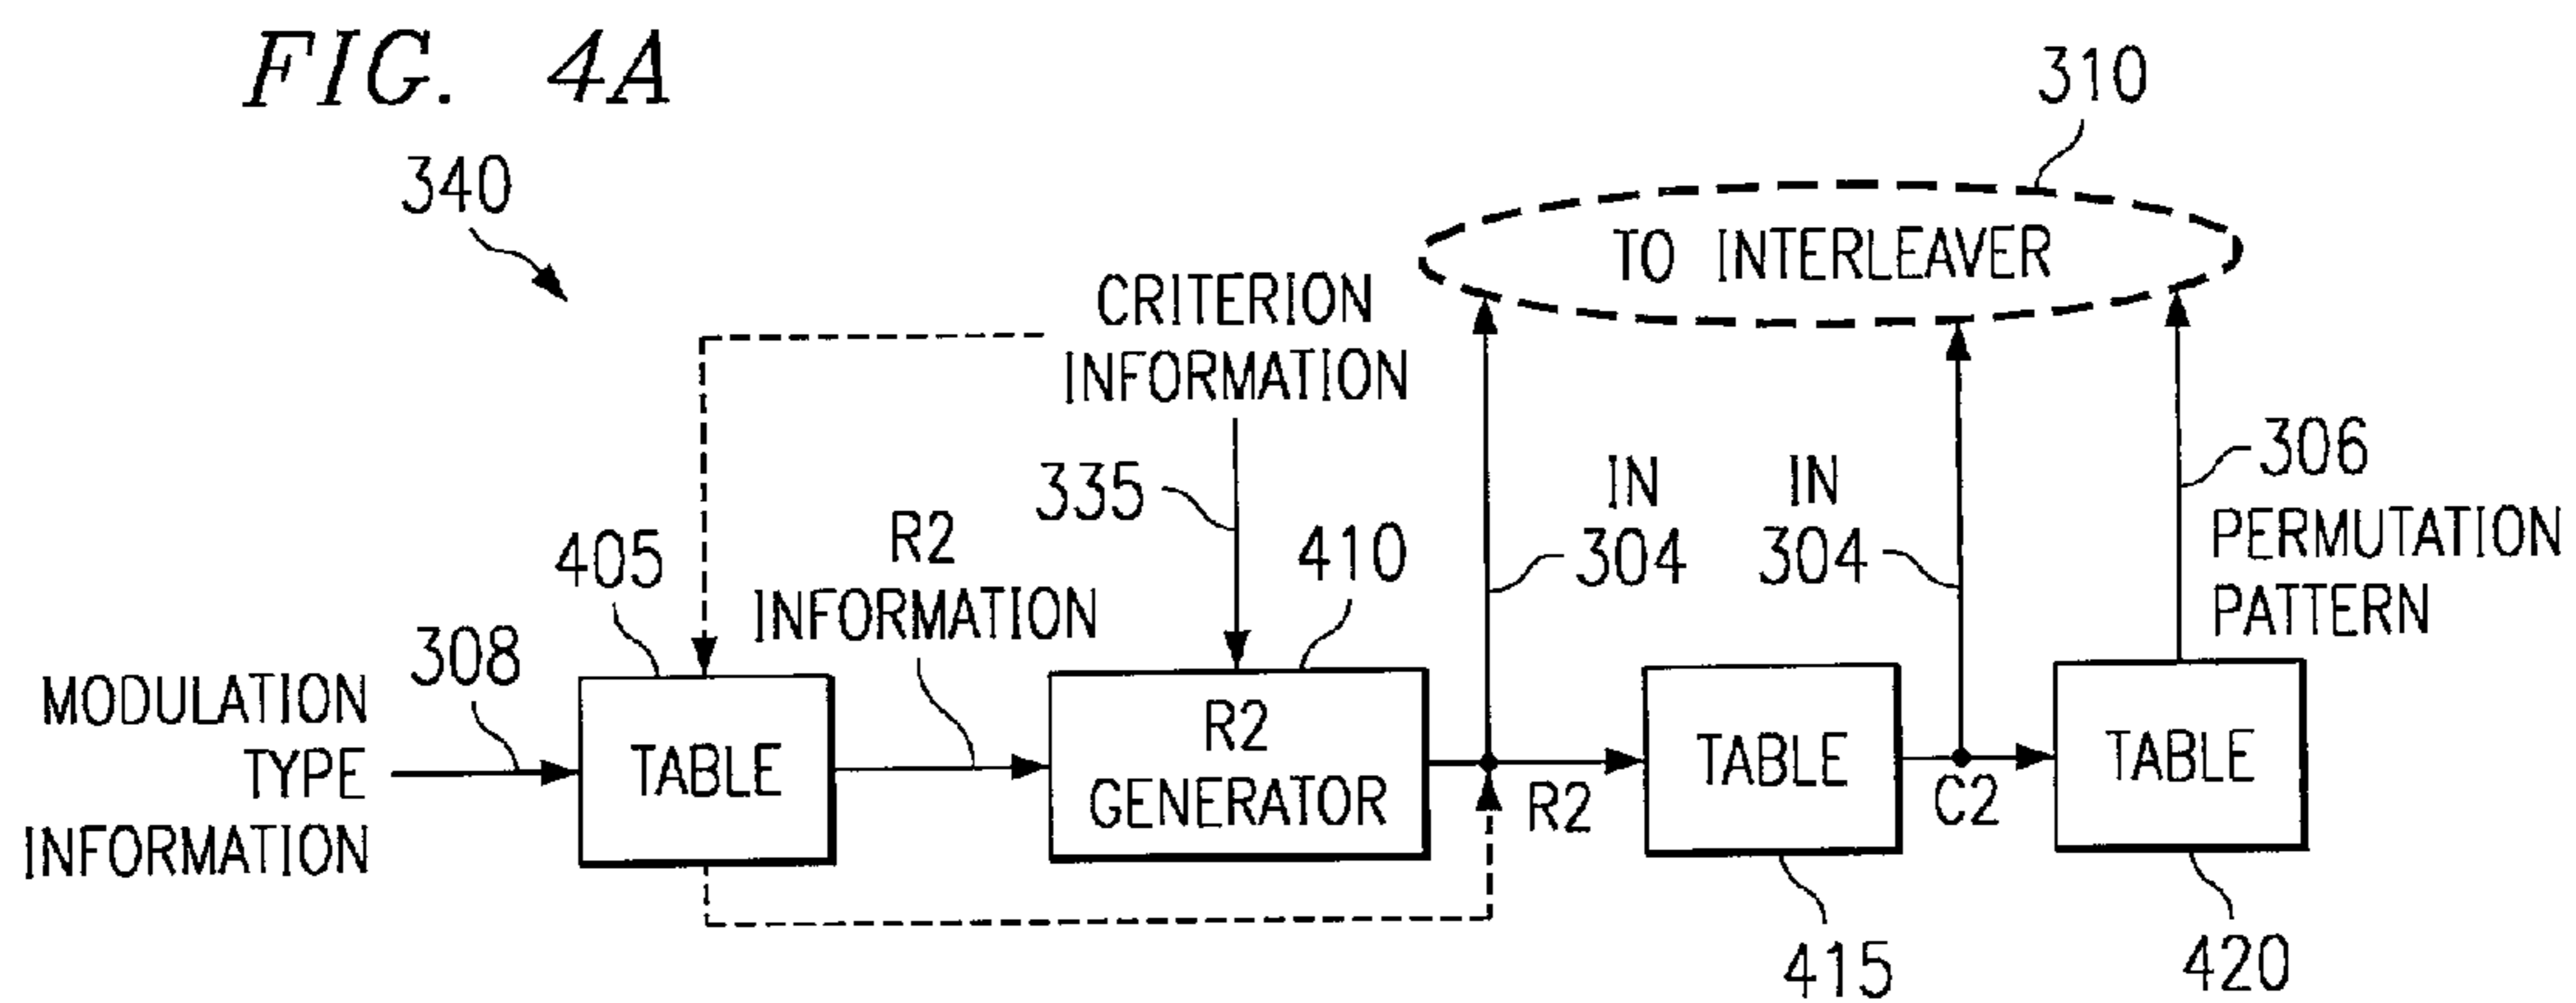 FIG. 4A
310
340
TO INTERLEAVER
CRITERION
INFORMATION
306
PERMUTATION
PATTERN
335
IN
304
IN
304
R2
INFORMATION
405
410
308
MODULATION
TYPE
INFORMATION
TABLE
R2
GENERATOR
R2
TABLE
C2
TABLE
415
420